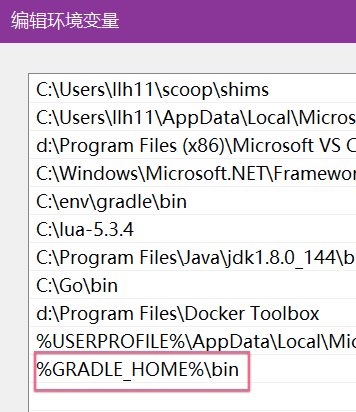 编辑环境变量
C:\Users\llh11\scoop\shims
C:\Users\llh11\AppData\Local\Micros
d:\Program Files (x86)\Microsoft VS C
C:\Windows\Microsoft.NET\Framewor
C:\env\gradle\bin
C:\lua-5.3.4
C:\Program Files\Java\jdk1.8.0_144\b
C:\Go\bin
d:\Program Files\Docker Toolbox
%USERPROFILE%\AppData\Local\Mic
%GRADLE_HOME%\bin